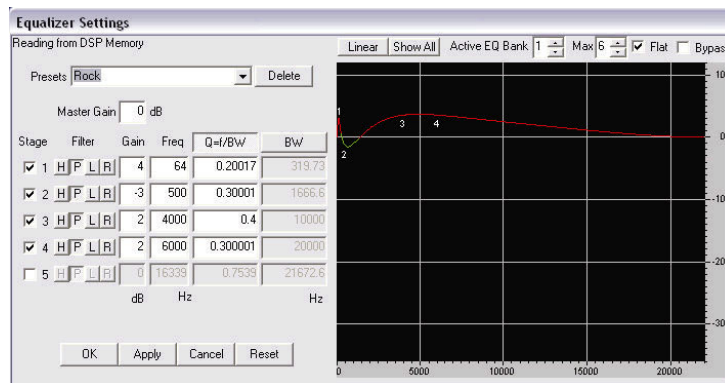 Equalizer Settings
Reading from DSP Memory
Linear Show All Active EQ Bank 1 Max 6 Flat Bypas
Presets Rock Delete
Master Gain 0 dB
Stage Filter Gain Freq Q=f/BW BW
1 H P L R 4 64 0.20017 319.73
2 H P L R -3 500 0.30001 1666.6
3 H P L R 2 4000 0.4 10000
4 H P L R 2 6000 0.300001 20000
5 H P L R 0 16339 0.7539 21672.6
dB Hz Hz
OK Apply Cancel Reset
10
1
3 4
0
2
-10
-20
-30
0 5000 10000 15000 20000